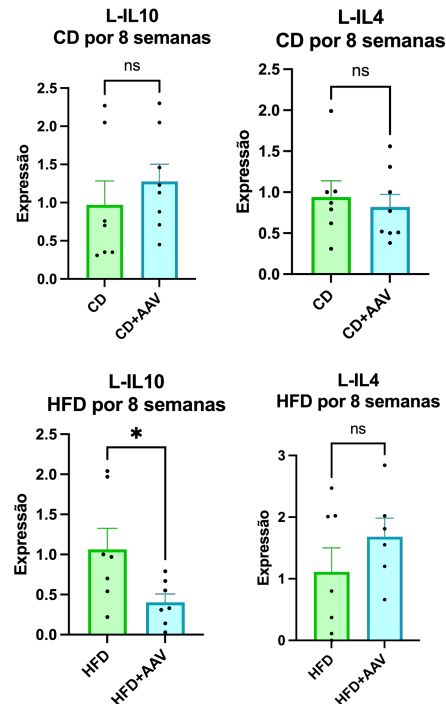 L-IL10
CD por 8 semanas
ns
Expressão
2.5
2.0
1.5
1.0
0.5
0.0
CD
CD+AAV
L-IL4
CD por 8 semanas
ns
Expressão
2.5
2.0
1.5
1.0
0.5
0.0
CD
CD+AAV
L-IL10
HFD por 8 semanas
*
Expressão
2.5
2.0
1.5
1.0
0.5
0.0
HFD
HFD+AAV
L-IL4
HFD por 8 semanas
ns
Expressão
3
2
1
0
HFD
HFD+AAV